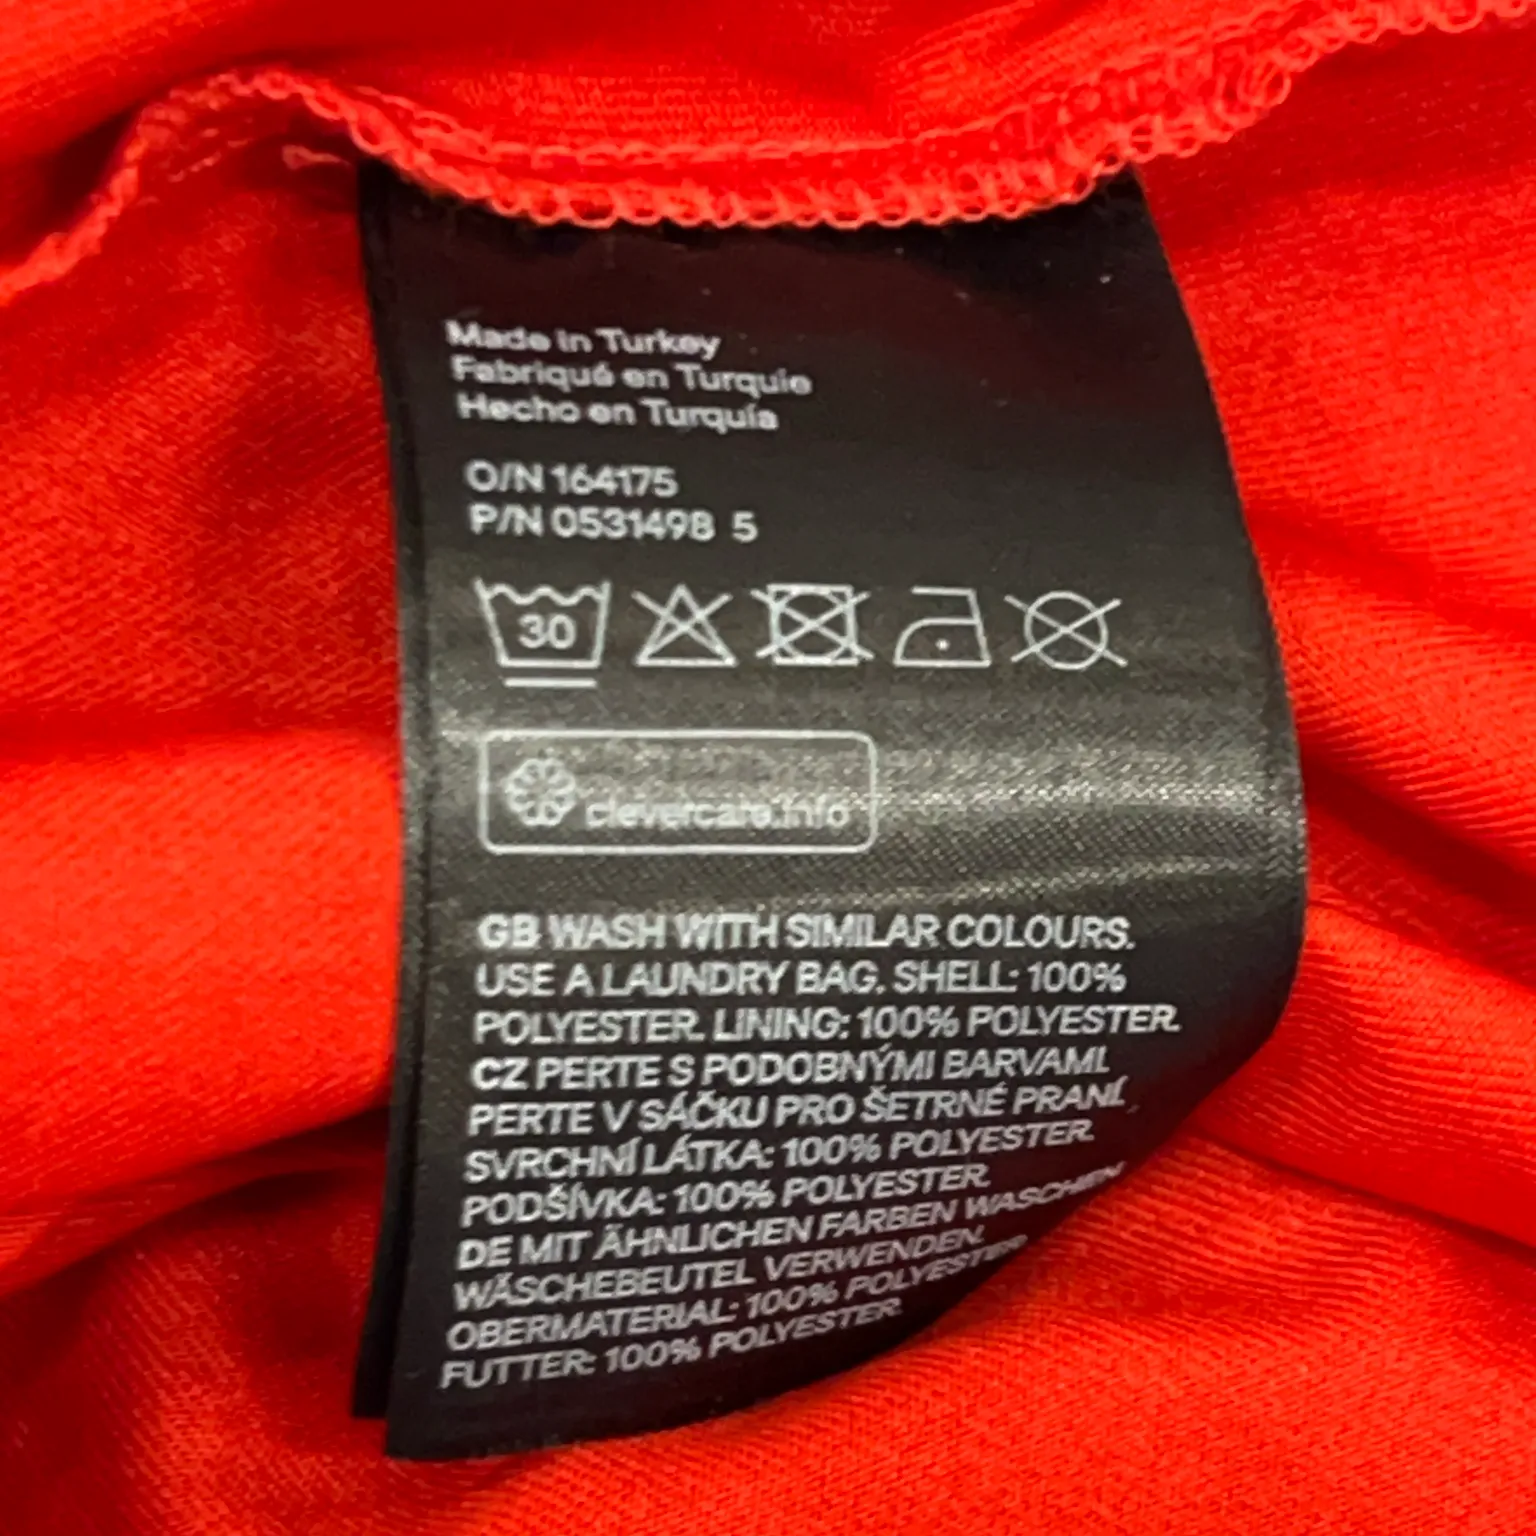 Made in Turkey
Fabriqué en Turquie
Hecho en Turquía
O/N 164175
P/N 0531498 5
30
clevercare.info
GB WASH WITH SIMILAR COLOURS.
USE A LAUNDRY BAG. SHELL: 100%
POLYESTER. LINING: 100% POLYESTER.
CZ PERTE S PODOBNÝMI BARVAMI.
PERTE V SÁČKU PRO ŠETRNÉ PRANÍ.
SVRCHNÍ LÁTKA: 100% POLYESTER.
PODŠÍVKA: 100% POLYESTER.
DE MIT ÄHNLICHEN FARBEN WASCHEN.
WÄSCHEBEUTEL VERWENDEN.
OBERMATERIAL: 100% POLYESTER.
FUTTER: 100% POLYESTER.